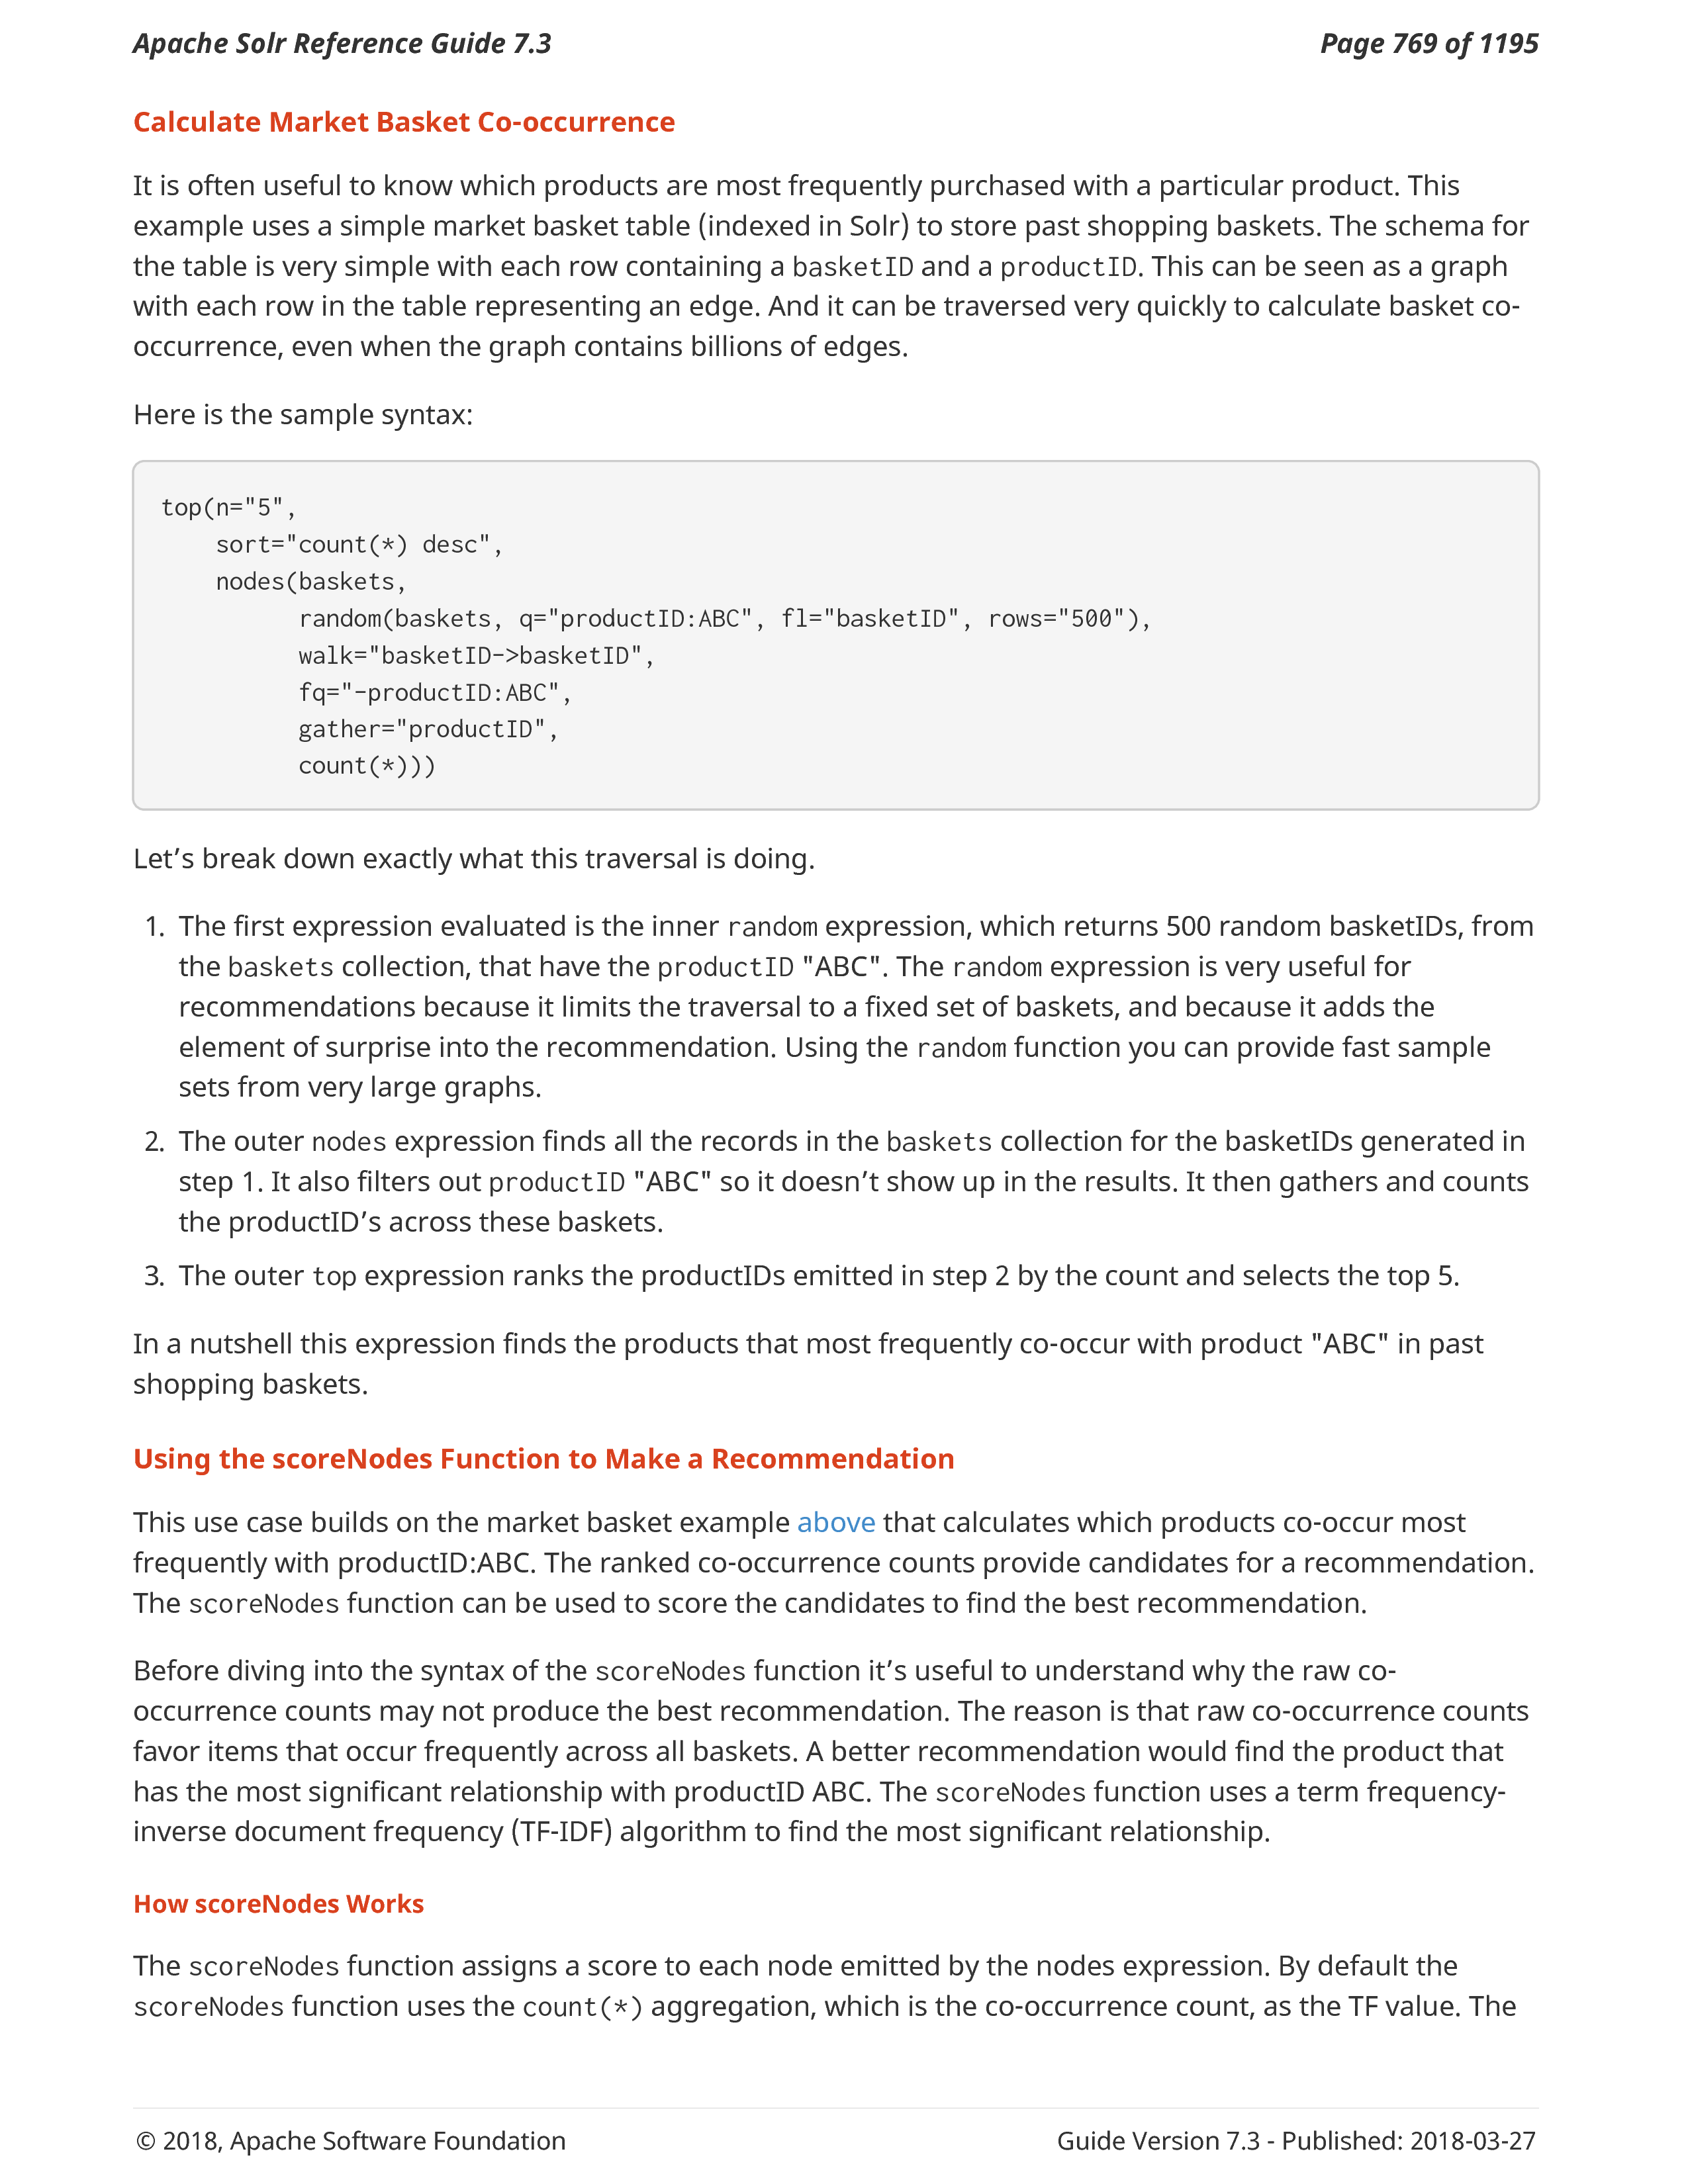 Apache Solr Reference Guide 7.3 Page 769 of 1195
Calculate Market Basket Co-occurrence
It is often useful to know which products are most frequently purchased with a particular product. This
example uses a simple market basket table (indexed in Solr) to store past shopping baskets. The schema for
the table is very simple with each row containing a basketID and a productID. This can be seen as a graph
with each row in the table representing an edge. And it can be traversed very quickly to calculate basket co-
occurrence, even when the graph contains billions of edges.
Here is the sample syntax:
top(n="5",
    sort="count(*) desc",
    nodes(baskets,
          random(baskets, q="productID:ABC", fl="basketID", rows="500"),
          walk="basketID->basketID",
          fq="-productID:ABC",
          gather="productID",
          count(*)))
Let’s break down exactly what this traversal is doing.
1. The first expression evaluated is the inner random expression, which returns 500 random basketIDs, from
the baskets collection, that have the productID "ABC". The random expression is very useful for
recommendations because it limits the traversal to a fixed set of baskets, and because it adds the
element of surprise into the recommendation. Using the random function you can provide fast sample
sets from very large graphs.
2. The outer nodes expression finds all the records in the baskets collection for the basketIDs generated in
step 1. It also filters out productID "ABC" so it doesn’t show up in the results. It then gathers and counts
the productID’s across these baskets.
3. The outer top expression ranks the productIDs emitted in step 2 by the count and selects the top 5.
In a nutshell this expression finds the products that most frequently co-occur with product "ABC" in past
shopping baskets.
Using the scoreNodes Function to Make a Recommendation
This use case builds on the market basket example above that calculates which products co-occur most
frequently with productID:ABC. The ranked co-occurrence counts provide candidates for a recommendation.
The scoreNodes function can be used to score the candidates to find the best recommendation.
Before diving into the syntax of the scoreNodes function it’s useful to understand why the raw co-
occurrence counts may not produce the best recommendation. The reason is that raw co-occurrence counts
favor items that occur frequently across all baskets. A better recommendation would find the product that
has the most significant relationship with productID ABC. The scoreNodes function uses a term frequency-
inverse document frequency (TF-IDF) algorithm to find the most significant relationship.
How scoreNodes Works
The scoreNodes function assigns a score to each node emitted by the nodes expression. By default the
scoreNodes function uses the count(*) aggregation, which is the co-occurrence count, as the TF value. The
© 2018, Apache Software Foundation Guide Version 7.3 - Published: 2018-03-27